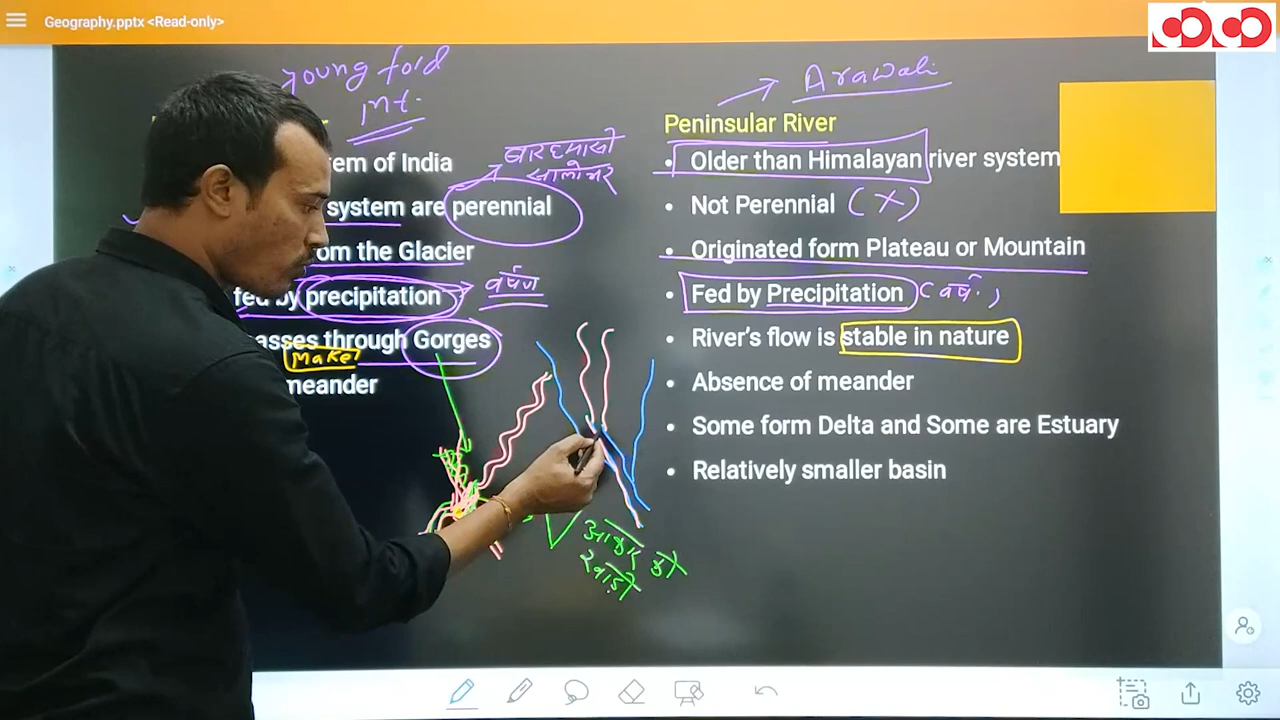 Geography.pptx <Read-only>
young fold
mt.
tem of India
बारहमासी
सालोभर
system are perennial
om the Glacier
fed by precipitation
वर्षण
asses through Gorges
Make
meander
Arawali
Peninsular River
• Older than Himalayan river system
• Not Perennial (X)
• Originated form Plateau or Mountain
• Fed by Precipitation
• River's flow is stable in nature
• Absence of meander
• Some form Delta and Some are Estuary
• Relatively smaller basin